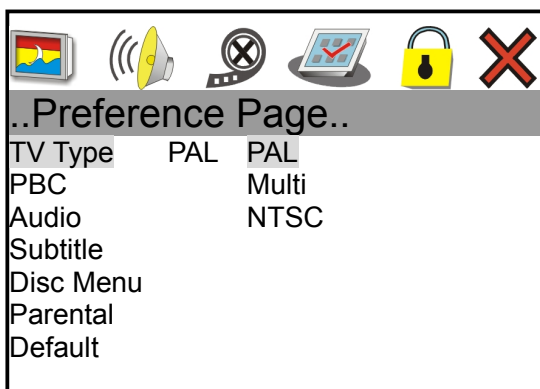 ..Preference Page..
TV Type PAL PAL
PBC Multi
Audio NTSC
Subtitle
Disc Menu
Parental
Default